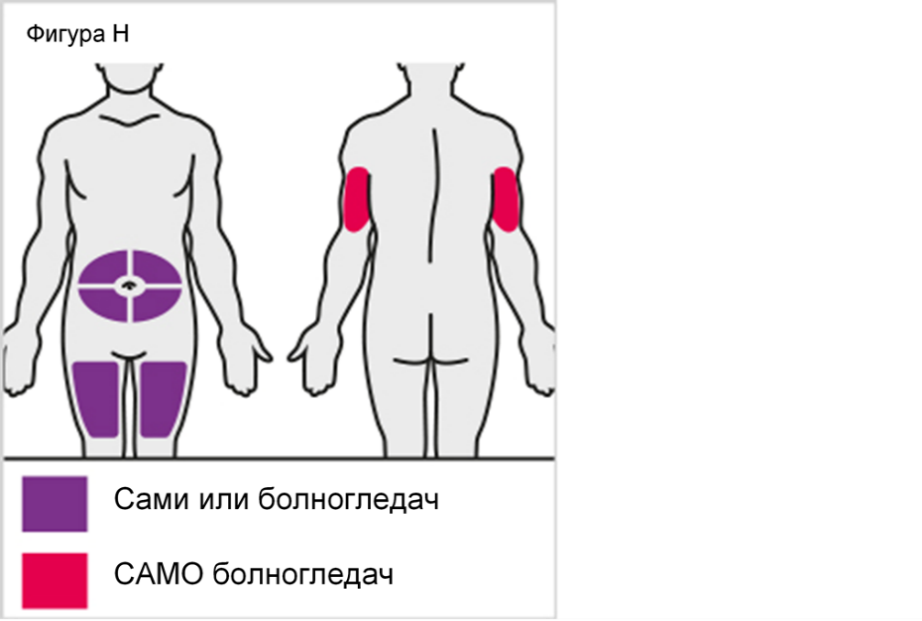 Фигура Н
Сами или болногледач
САМО болногледач